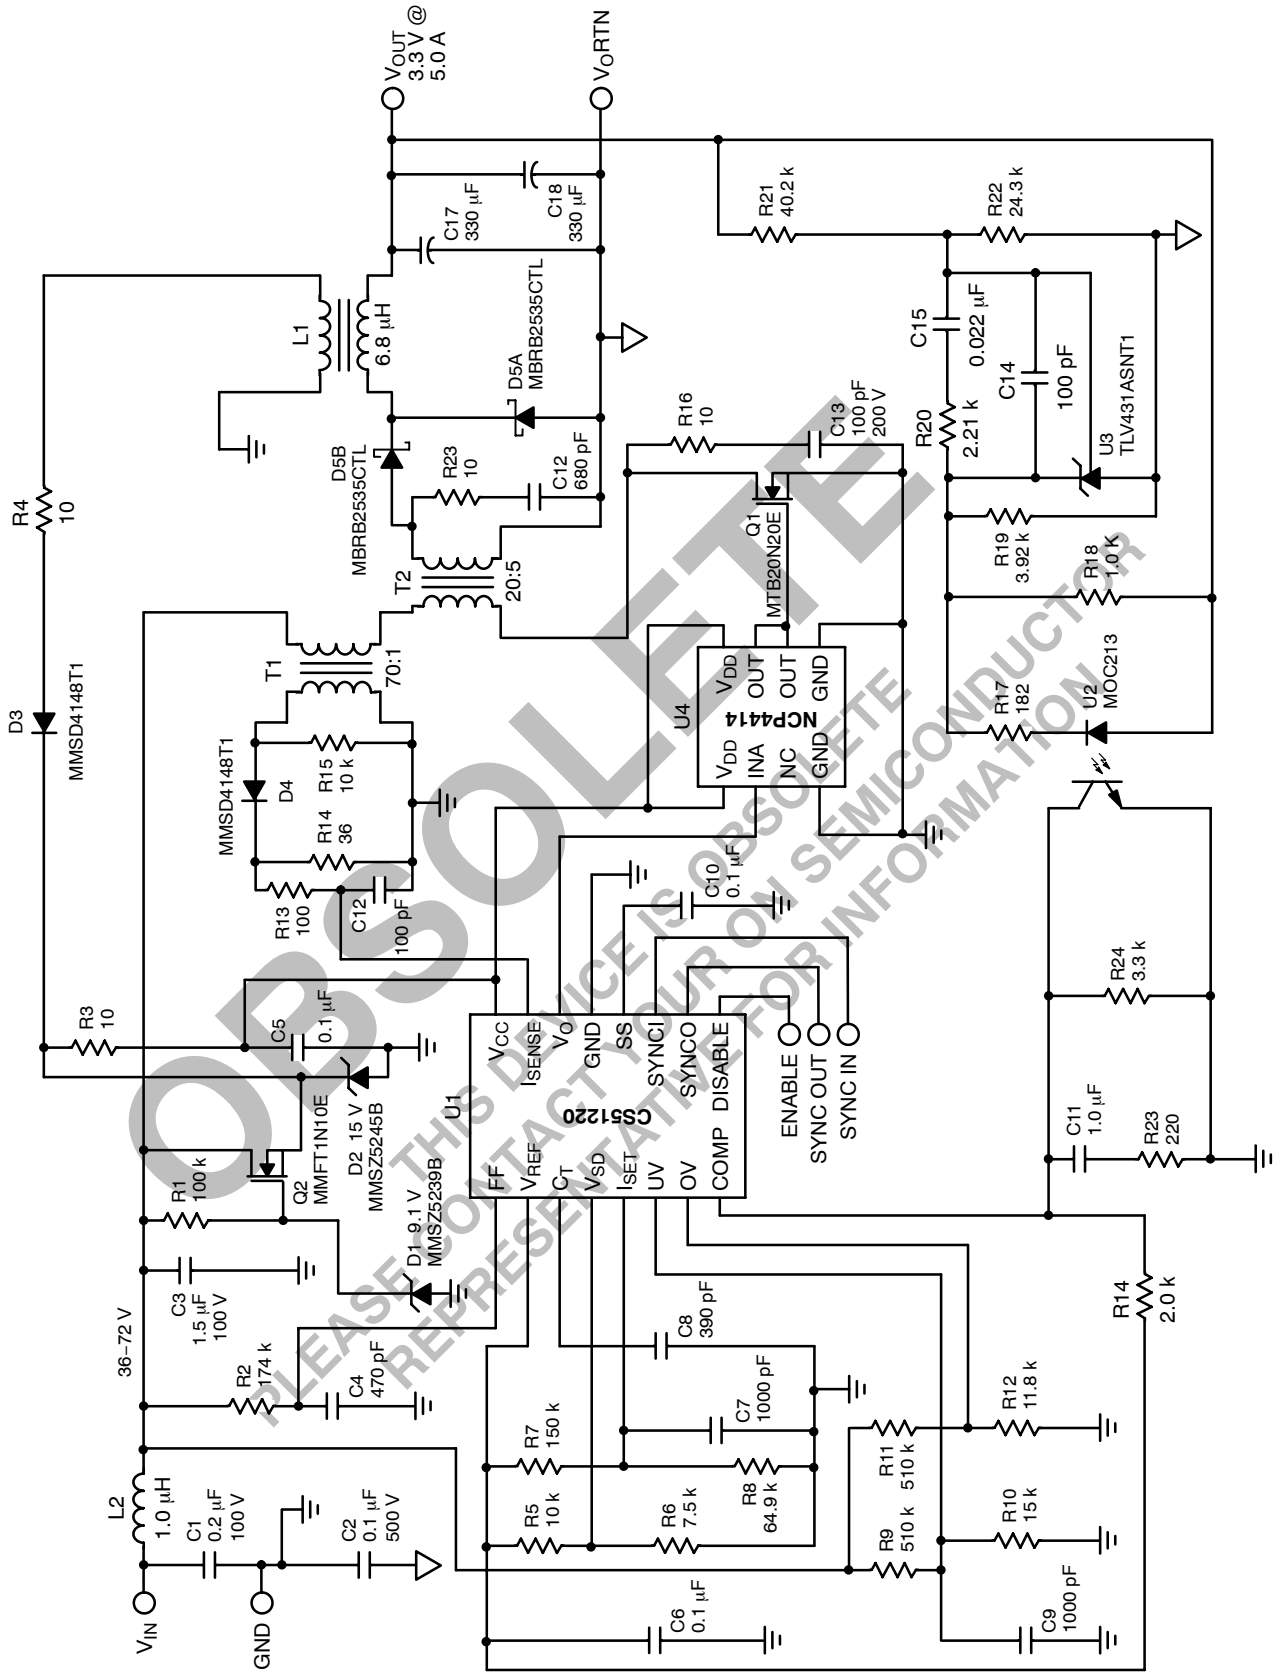 VOUT
3.3 V @
5.0 A
VORTN
R4
10
D3
MMSD4148T1
L1
6.8 μH
C17
330 μF
C18
330 μF
D5A
MBRB2535CTL
D5B
MBRB2535CTL
R23
10
C12
680 pF
T2
20:5
T1
70:1
D4
MMSD4148T1
R15
10 k
R14
36
R13
100
C12
100 pF
R3
10
C5
0.1 μF
D2 15 V
MMSZ5245B
Q2
MMFT1N10E
R1
100 k
D1 9.1 V
MMSZ5239B
C3
1.5 μF
100 V
36–72 V
R2
174 k
C4
470 pF
L2
1.0 μH
C1
0.2 μF
100 V
C2
0.1 μF
500 V
VIN
GND
R16
10
C13
100 pF
200 V
Q1
MTB20N20E
U4
NCP4414
VDD
INA
NC
GND
VDD
OUT
OUT
GND
U1
CS51220
FF
VREF
CT
VSD
ISET
UV
OV
COMP
VCC
ISENSE
VO
GND
SS
SYNCI
SYNCO
DISABLE
C10
0.1 μF
ENABLE
SYNC OUT
SYNC IN
C8
390 pF
C7
1000 pF
R7
150 k
R8
64.9 k
R5
10 k
R6
7.5 k
C6
0.1 μF
R11
510 k
R12
11.8 k
R9
510 k
R10
15 k
C9
1000 pF
R14
2.0 k
C11
1.0 μF
R23
220
R24
3.3 k
U2
MOC213
R17
182
R18
1.0 K
R19
3.92 k
U3
TLV431ASNT1
R20
2.21 k
C14
100 pF
C15
0.022 μF
R21
40.2 k
R22
24.3 k
OBSOLETE
THIS DEVICE IS OBSOLETE
PLEASE CONTACT YOUR ON SEMICONDUCTOR
REPRESENTATIVE FOR INFORMATION